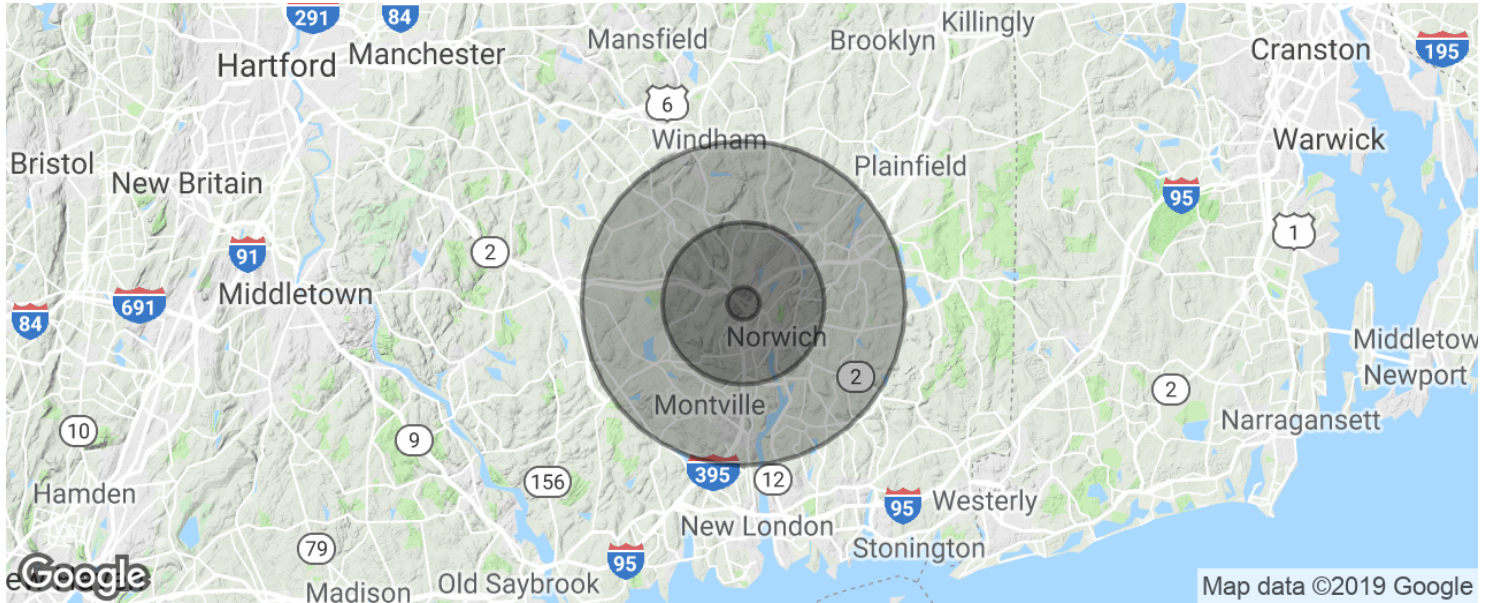 291
84
Killingly
Mansfield
Brooklyn
Cranston
195
Hartford
Manchester
6
Windham
Warwick
Bristol
Plainfield
New Britain
95
1
91
2
Middletown
691
84
Norwich
Middletow
Newport
2
2
Montville
Narragansett
10
9
395
12
156
Hamden
95
Westerly
New London
Stonington
79
95
Google
Madison
Old Saybrook
Map data ©2019 Google